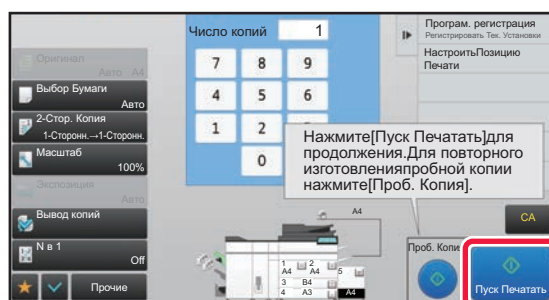 Число копий 1
Програм. регистрация
Регистрировать Тек. Установки
НастроитьПозицию
Печати
Оригинал
Авто A4
Выбор Бумаги
Авто
2-Стор. Копия
1-Сторонн.→1-Сторонн.
Масштаб
100%
Экспозиция
Авто
Вывод копий
N в 1
Off
Прочие
7 8 9
4 5 6
1 2
0
Нажмите[Пуск Печатать]для
продолжения.Для повторного
изготовленияпробной копии
нажмите[Проб. Копия].
A4
1 A4
2 A4
3 B4
4 A3
5
A4
CA
Проб. Копия
Пуск Печатать